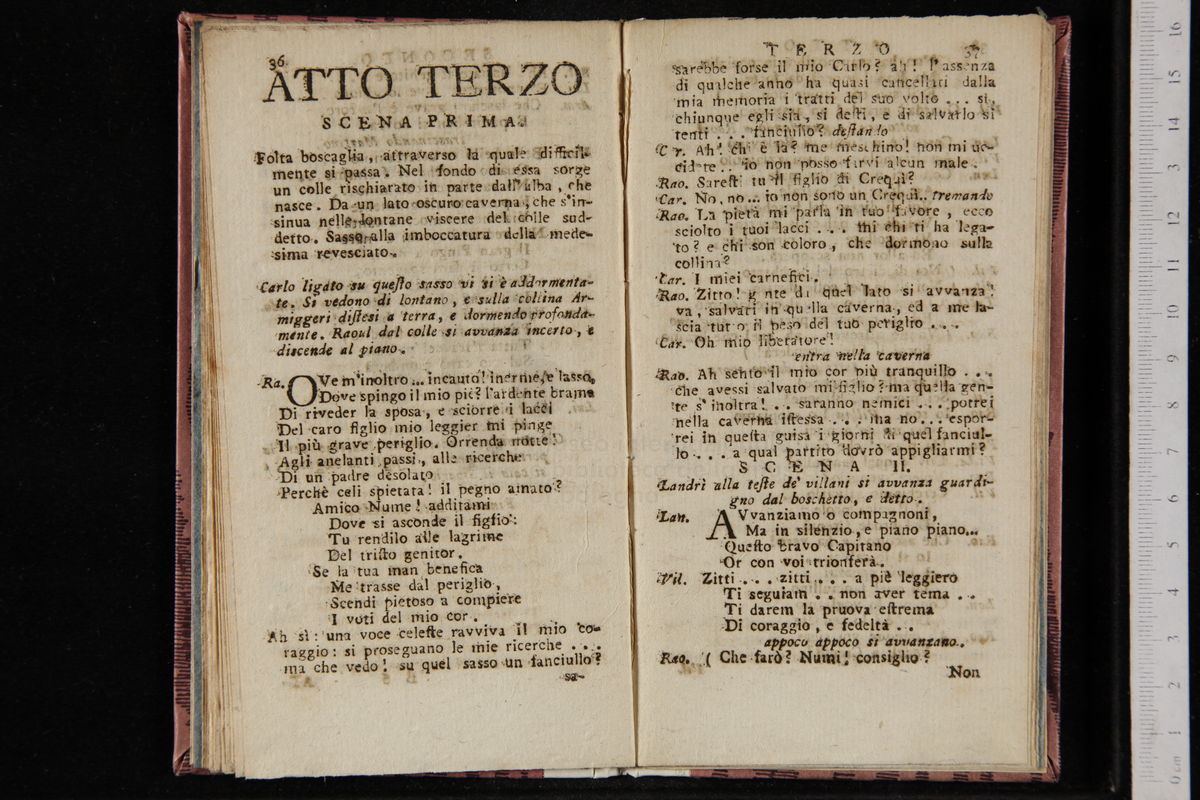 36
ATTO TERZO
SCENA PRIMA.
Folta boscaglia, attraverso la quale difficil-
mente si passa. Nel fondo di essa sorge
un colle rischiarato in parte dall' alba, che
nasce. Da un lato oscuro caverna, che s'in-
sinua nelle lontane viscere del colle sud-
detto. Sasso alla imboccatura della mede-
sima revesciato.
Carlo ligato su questo sasso vi si è addormenta-
te. Si vedono di lontano, e sulla collina Ar-
miggeri distesi a terra, e dormendo profonda-
mente. Raoul dal colle si avvanza incerto, e
discende al piano.
Ra. OVe m'inoltro... incauto! inerme, e lasso,
Dove spingo il mio piè? l'ardente brama
Di riveder la sposa, e sciorre i lacci
Del caro figlio mio leggier mi pinge
Il più grave periglio. Orrenda notte!
Agli anelanti passi, alle ricerche
Di un padre desolato
Perchè celi spietata! il pegno amato?
Amico Nume! additami
Dove si asconde il figlio:
Tu rendilo alle lagrime
Del tristo genitor.
Se la tua man benefica
Me trasse dal periglio,
Scendi pietoso a compiere
I voti del mio cor.
Ah sì: una voce celeste ravviva il mio co-
raggio: si proseguano le mie ricerche ...
ma che vedo! su quel sasso un fanciullo?
sa-
TERZO 37
sarebbe forse il mio Carlo? ah! l'assenza
di qualche anno ha quasi cancellati dalla
mia memoria i tratti del suo volto ... si,
chiunque egli sia, si desti, e di salvarlo si
tenti ... fanciullo? destanlo
Cr. Ah! chi è là? me meschino! non mi uc-
cidete.. io non posso farvi alcun male.
Rao. Saresti tu il figlio di Crequì?
Car. No, no... io non sono un Crequì.. tremando
Rao. La pietà mi parla in tuo favore, ecco
sciolto i tuoi lacci ... mi chi ti ha lega-
to? e chi son coloro, che dormono sulla
collina?
Car. I miei carnefici.
Rao. Zitto! g nte di quel lato si avvanza!
va, salvati in quella caverna, ed a me la-
scia tutto il peso del tuo periglio ...
Car. Oh mio liberatore!
entra nella caverna
Rao. Ah sento il mio cor più tranquillo ...
che avessi salvato mi figlio? ma quella gen-
te s' inoltra! .. saranno nemici ... potrei
nella caverna istessa ... ma no... espor-
rei in questa guisa i giorni di quel fanciul-
lo ... a qual partito dovrò appigliarmi?
SCENA II.
Landrì alla teste de' villani si avvanza guardi-
gno dal boschetto, e detto.
Lan. AVvanziamo o compagnoni,
Ma in silenzio, e piano piano...
Questo bravo Capitano
Or con voi trionferà.
Vil. Zitti ... zitti ... a piè leggiero
Ti seguiam .. non aver tema ..
Ti darem la pruova estrema
Di coraggio, e fedeltà ..
appoco appoco si avvanzano.
Rao. ( Che farò? Numi! consiglio?
Non